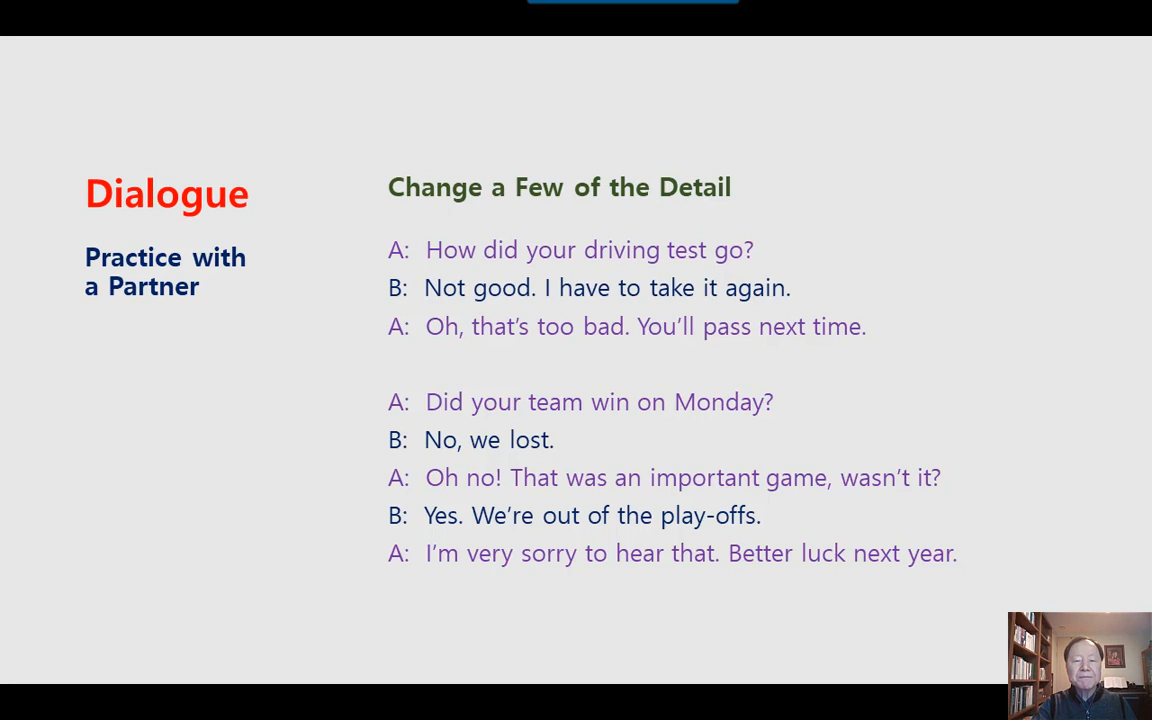 Dialogue
Practice with
a Partner
Change a Few of the Detail
A: How did your driving test go?
B: Not good. I have to take it again.
A: Oh, that's too bad. You'll pass next time.
A: Did your team win on Monday?
B: No, we lost.
A: Oh no! That was an important game, wasn't it?
B: Yes. We're out of the play-offs.
A: I'm very sorry to hear that. Better luck next year.